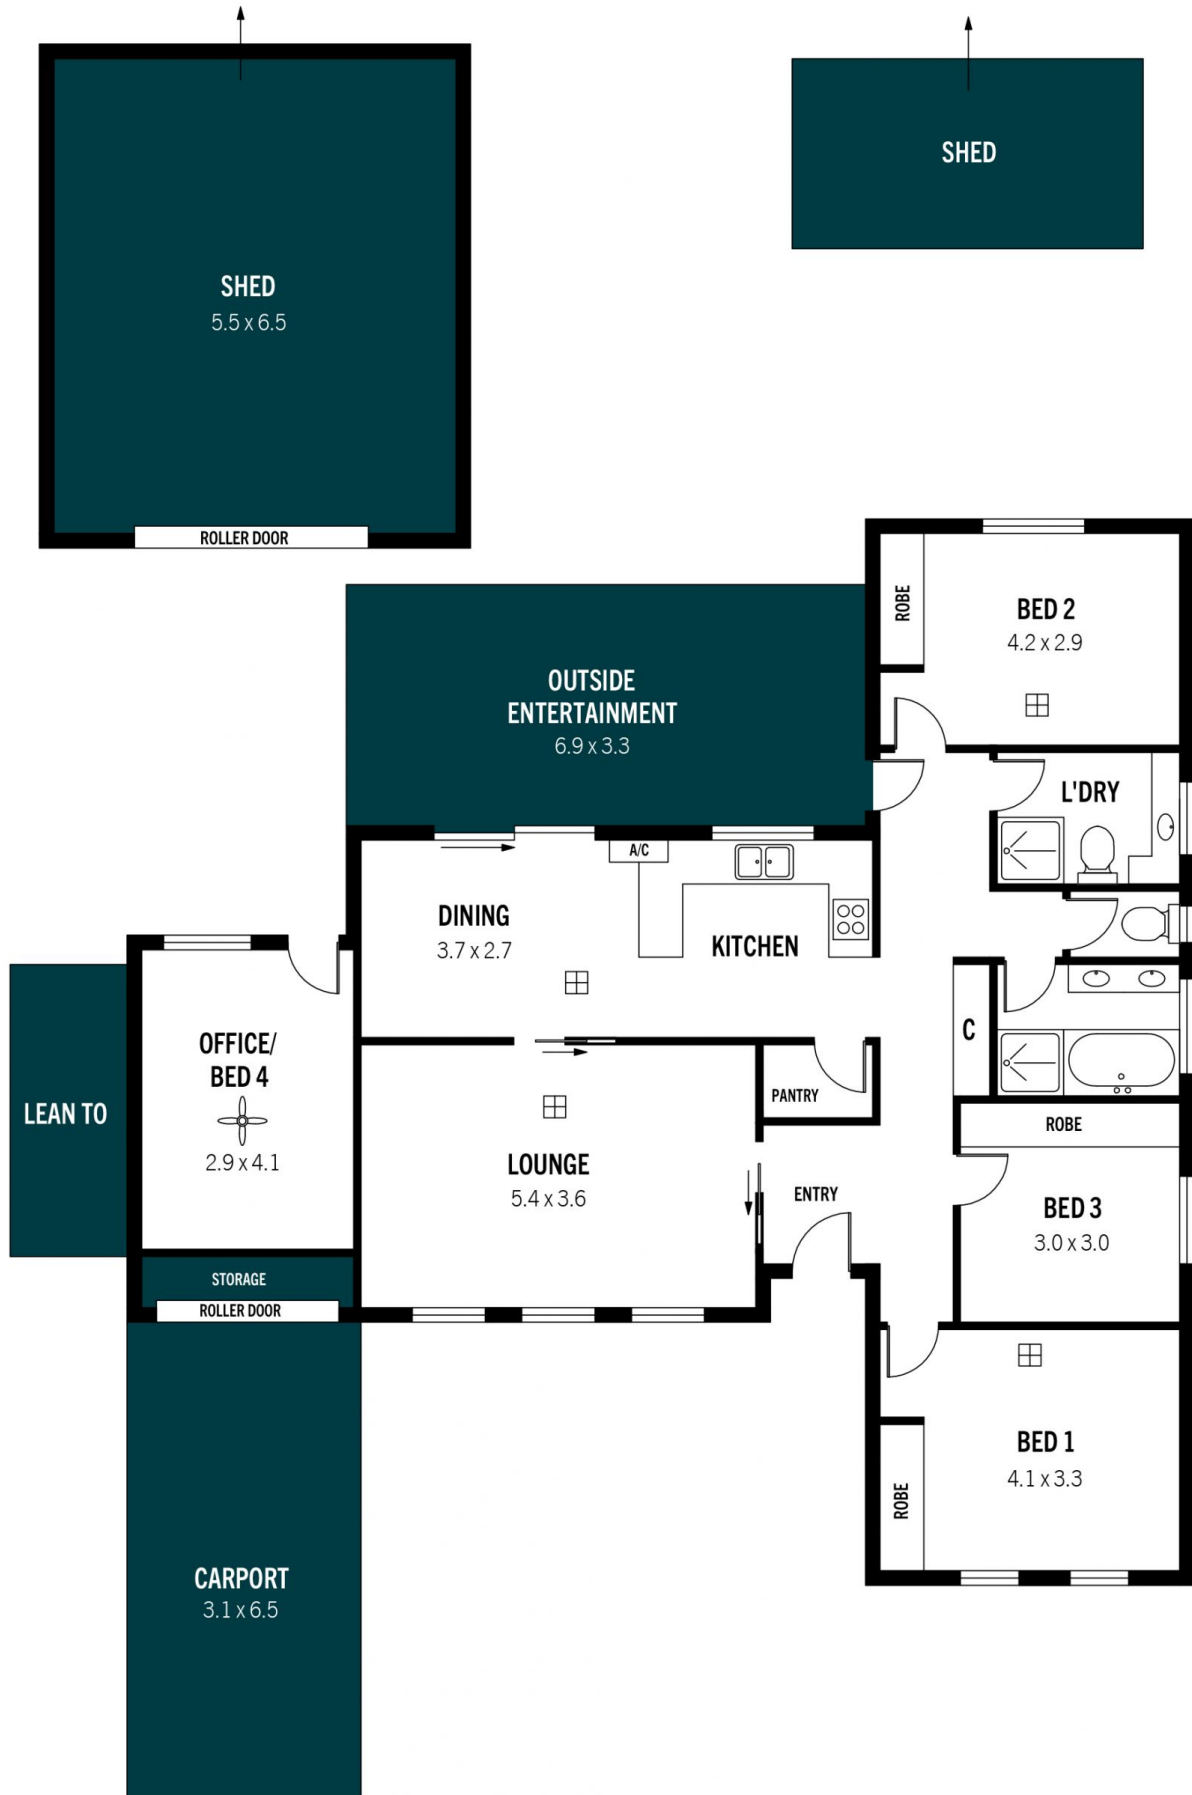 SHED
SHED
5.5 x 6.5
ROLLER DOOR
ROBE
BED 2
4.2 x 2.9
OUTSIDE
ENTERTAINMENT
6.9 x 3.3
L'DRY
A/C
DINING
3.7 x 2.7
KITCHEN
OFFICE/
BED 4
2.9 x 4.1
C
LEAN TO
PANTRY
ROBE
LOUNGE
5.4 x 3.6
ENTRY
BED 3
3.0 x 3.0
STORAGE
ROLLER DOOR
BED 1
4.1 x 3.3
ROBE
CARPORT
3.1 x 6.5